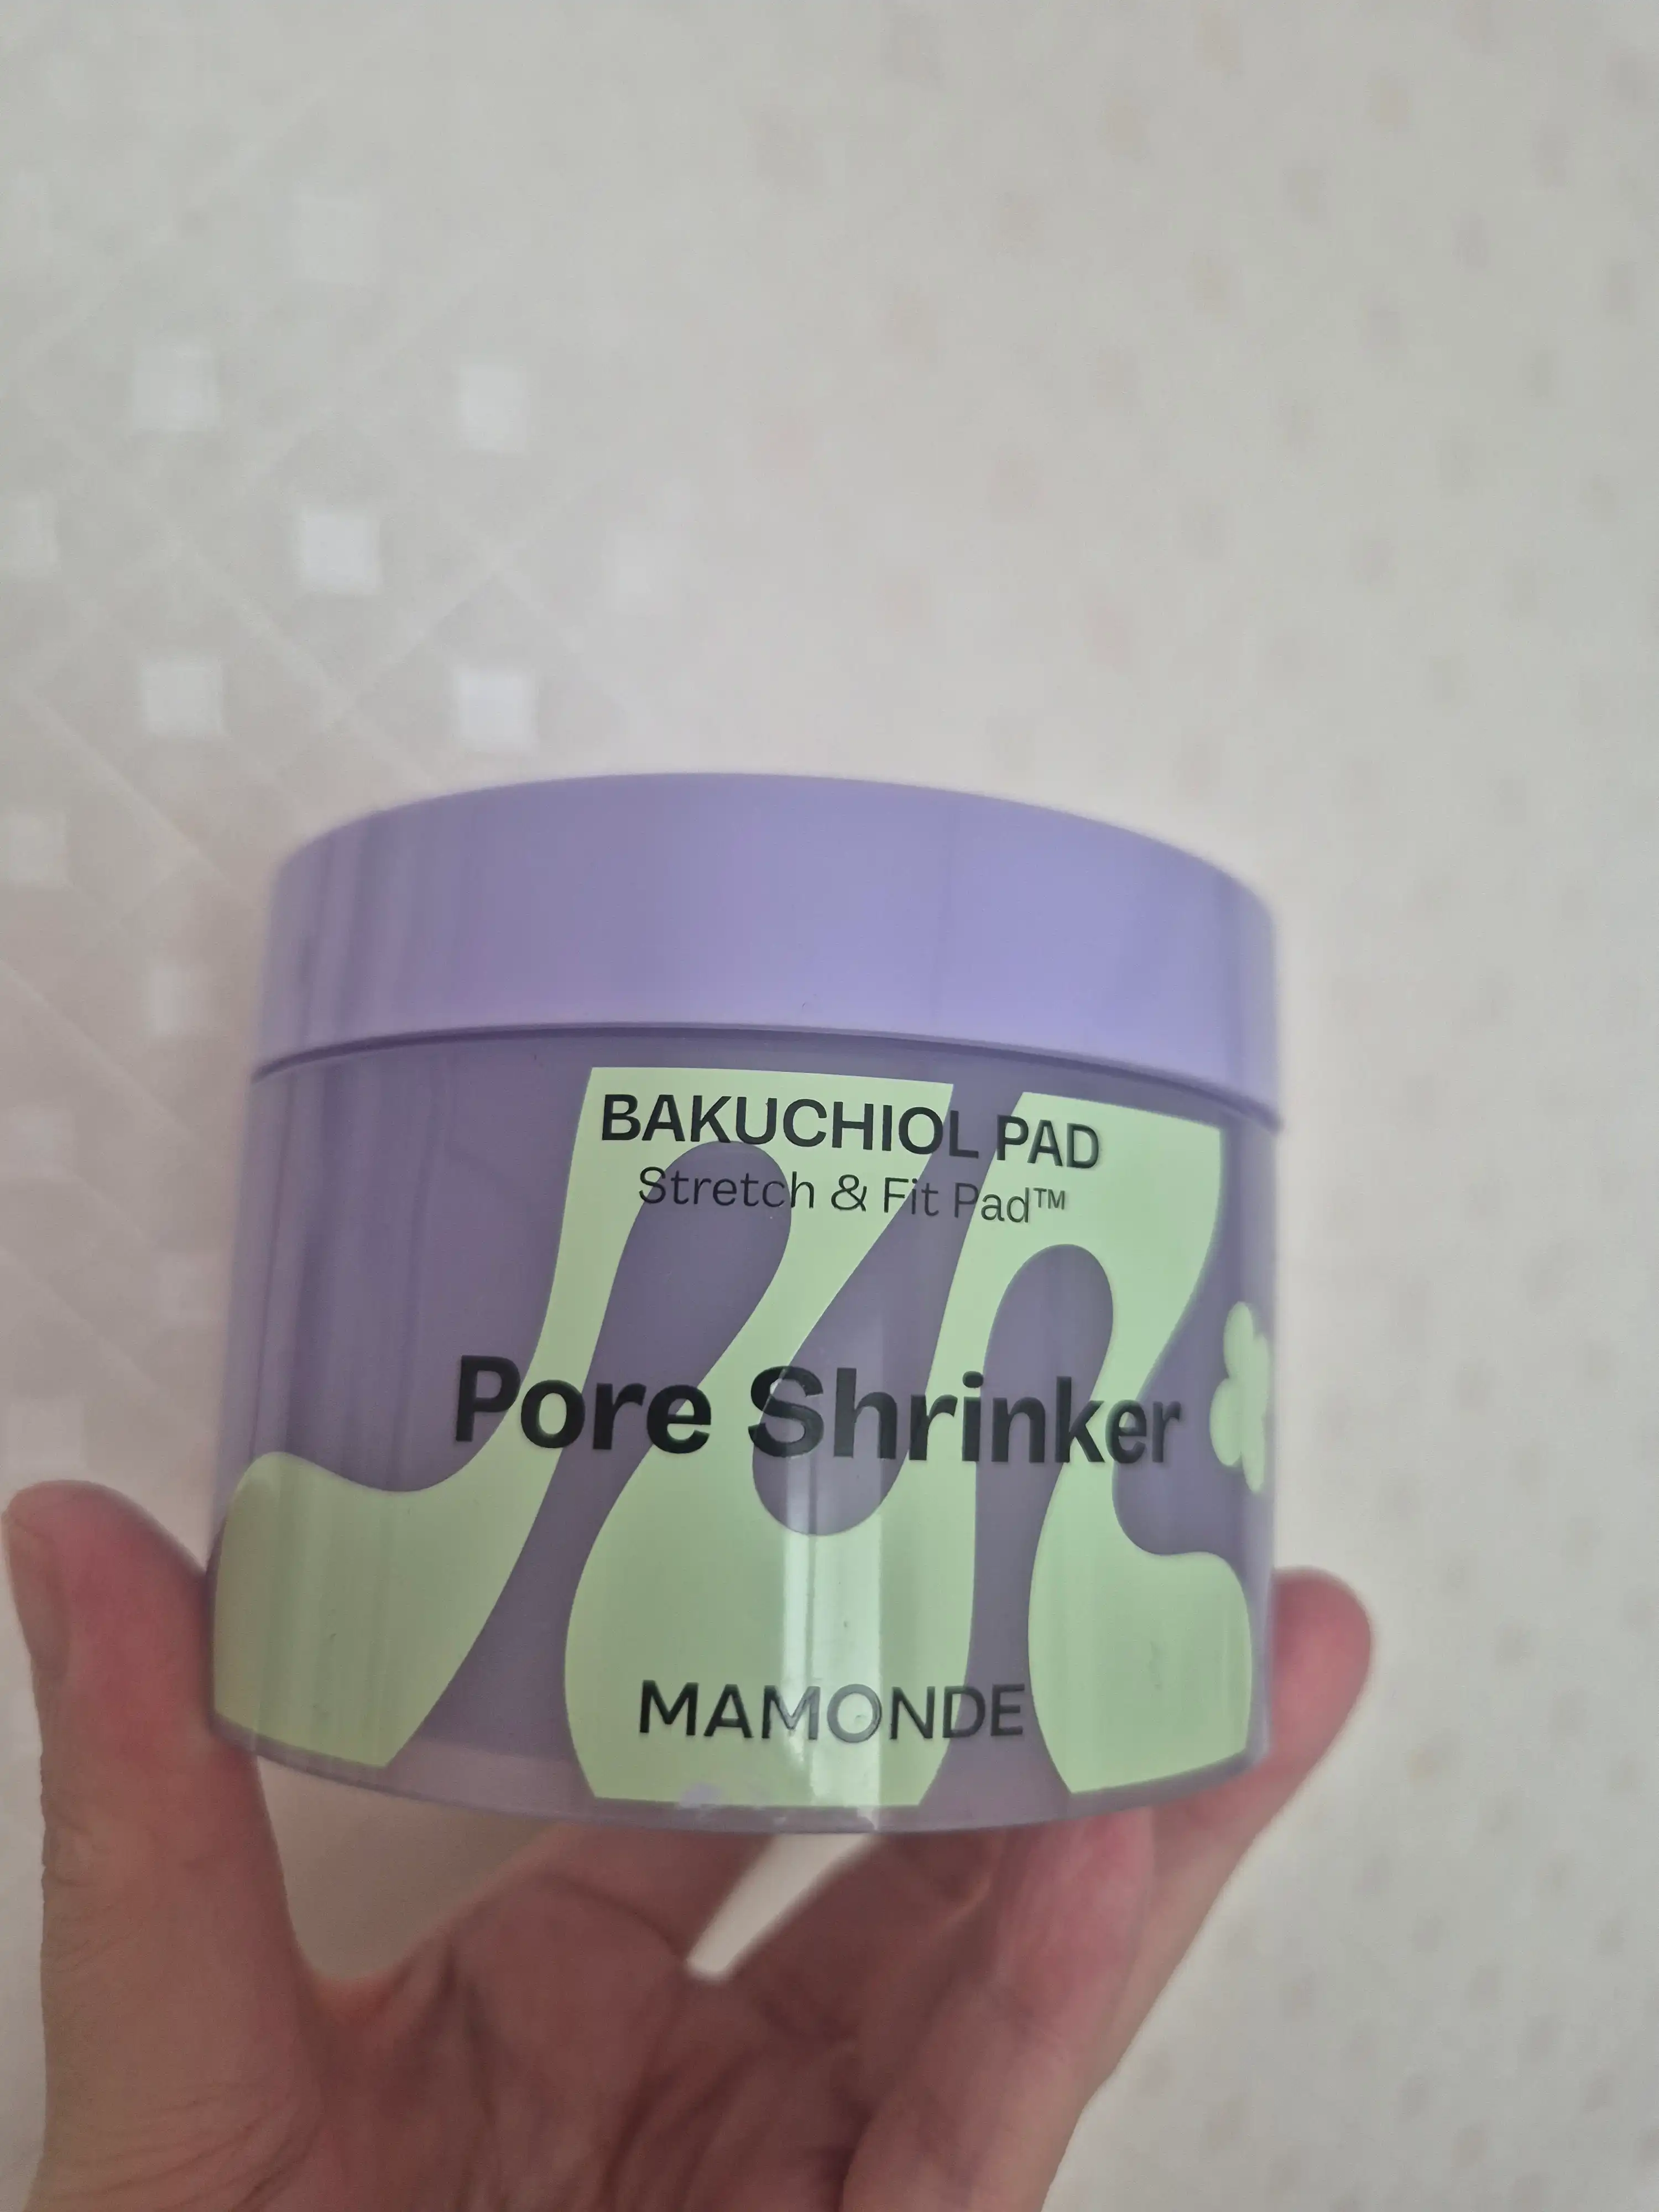 BAKUCHIOL PAD
Stretch & Fit Pad™
Pore Shrinker
MAMONDE